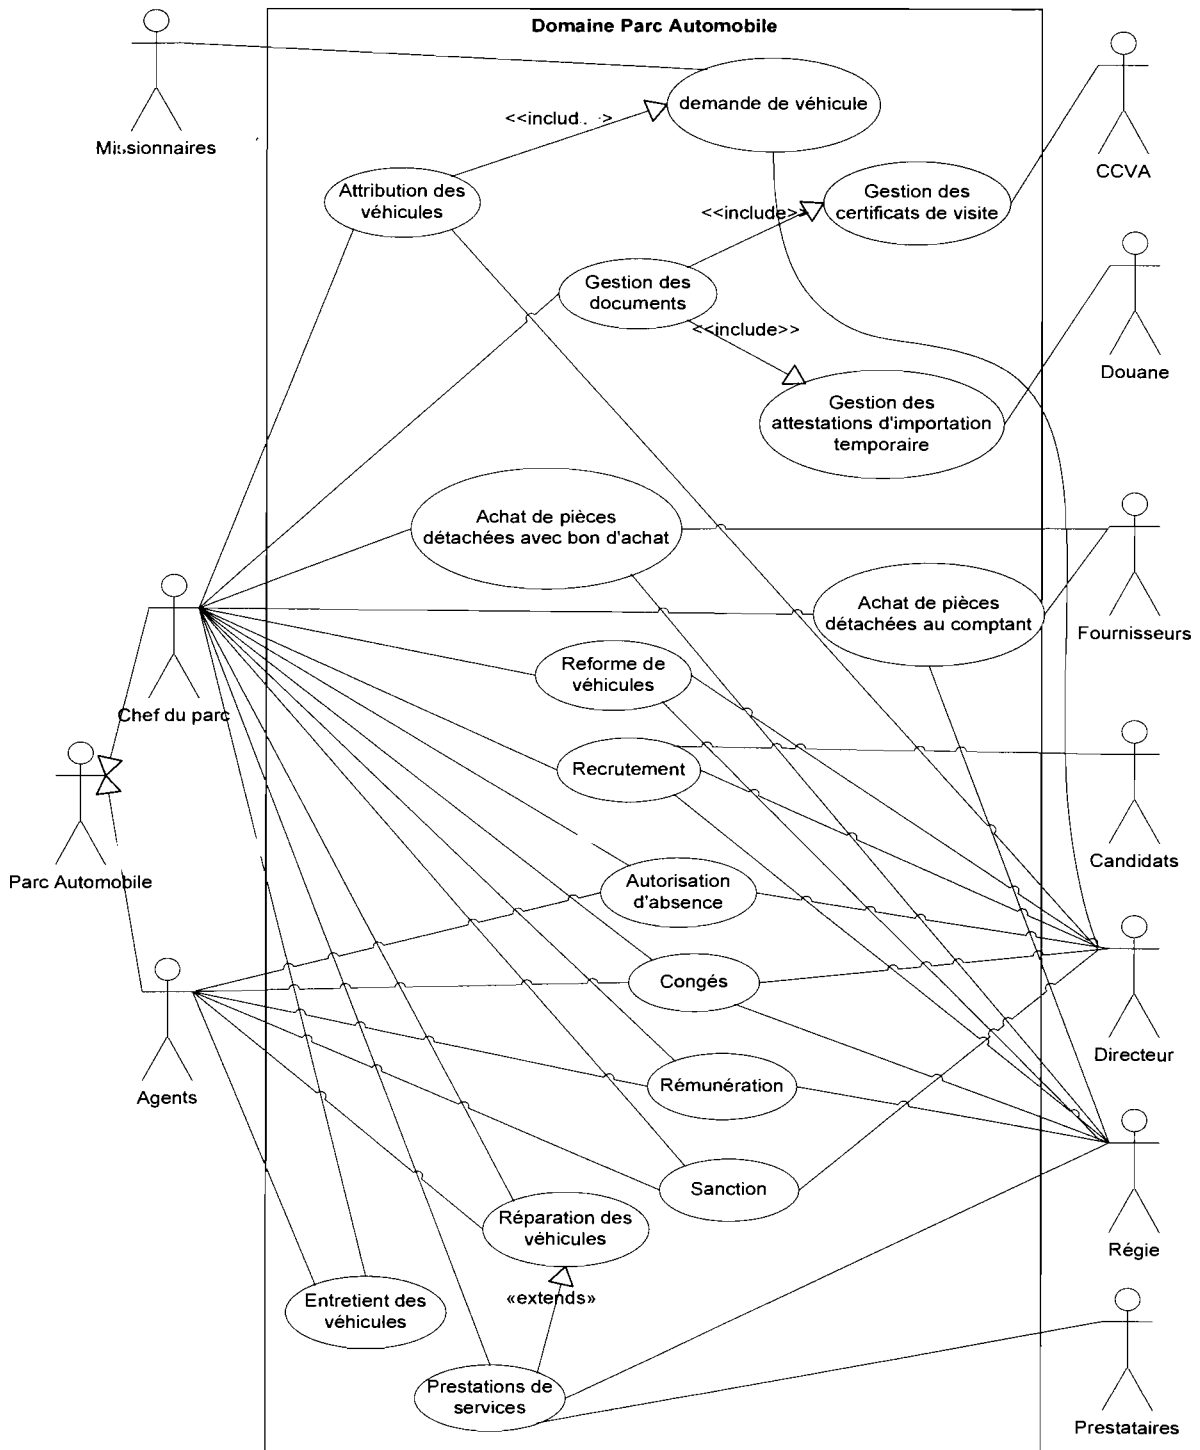 Domaine Parc Automobile
Missionnaires
demande de véhicule
<<includ...>
CCVA
Attribution des
véhicules
Gestion des
certificats de visite
<<include>>
Gestion des
documents
<<include>>
Douane
Gestion des
attestations d'importation
temporaire
Achat de pièces
détachées avec bon d'achat
Achat de pièces
détachées au comptant
Fournisseurs
Reforme de
véhicules
Chef du parc
Recrutement
Candidats
Parc Automobile
Autorisation
d'absence
Congés
Directeur
Agents
Rémunération
Sanction
Réparation des
véhicules
Régie
«extends»
Entretient des
véhicules
Prestations de
services
Prestataires